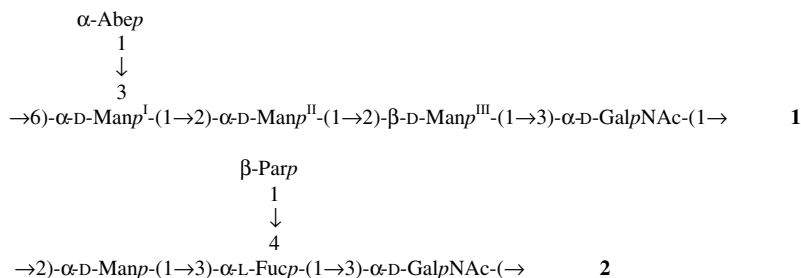 α-Abep
1
↓
3
→6)-α-D-Manpᴵ-(1→2)-α-D-Manpᴵᴵ-(1→2)-β-D-Manpᴵᴵᴵ-(1→3)-α-D-GalpNAc-(1→ 1
β-Parp
1
↓
4
→2)-α-D-Manp-(1→3)-α-L-Fucp-(1→3)-α-D-GalpNAc-(→ 2